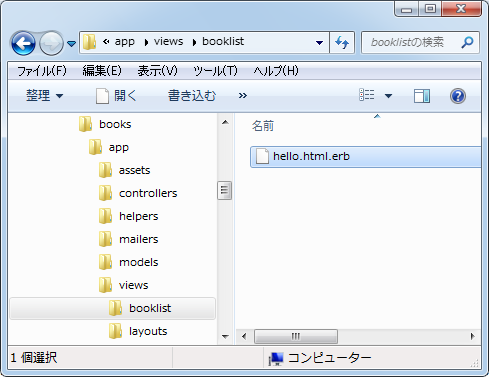 « app views booklist booklistの検索
ファイル(F) 編集(E) 表示(V) ツール(T) ヘルプ(H)
整理 開く 書き込む »
books
app
assets
controllers
helpers
mailers
models
views
booklist
layouts
名前
hello.html.erb
1 個選択 コンピューター